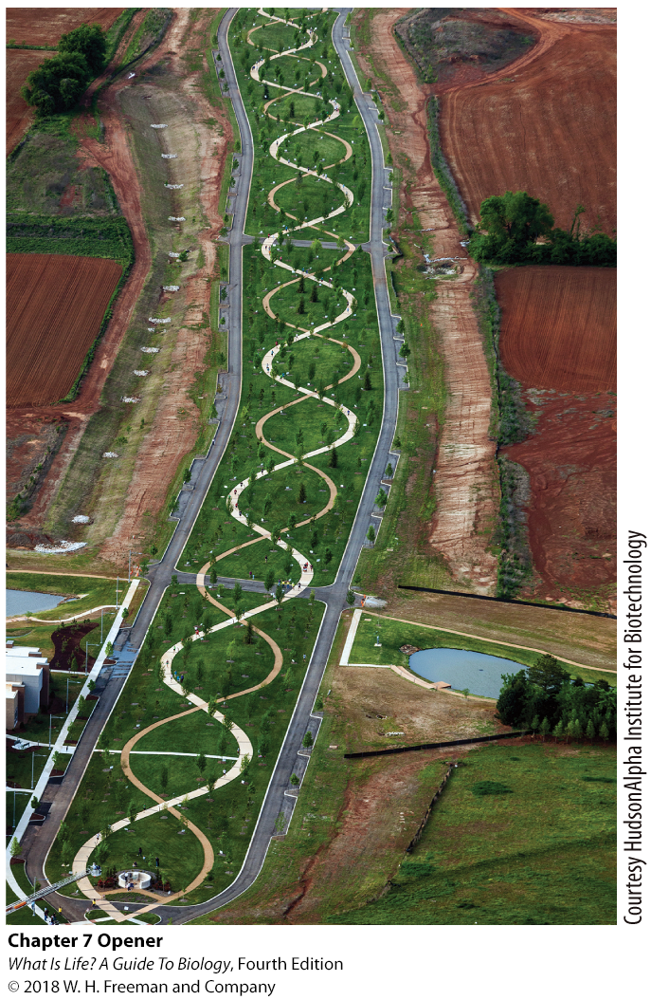 Courtesy HudsonAlpha Institute for Biotechnology
Chapter 7 Opener
What Is Life? A Guide To Biology, Fourth Edition
© 2018 W. H. Freeman and Company